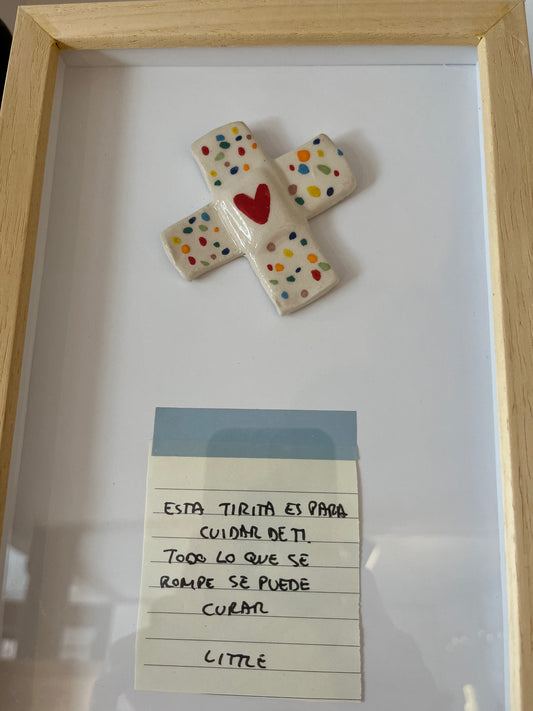 ESTA TIRITA ES PARA
CUIDAR DE TI.
TODO LO QUE SE
ROMPE SE PUEDE
CURAR
LITTLE